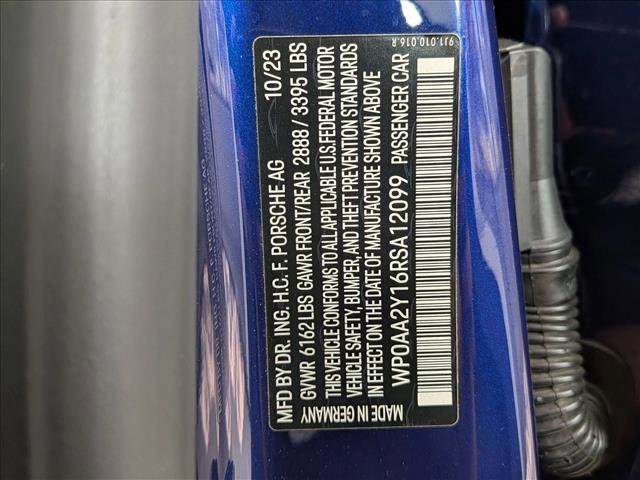 MFD BY DR. ING. H.C. F. PORSCHE AG 10/23
GVWR 6162 LBS GAWR FRONT/REAR 2888 / 3395 LBS
THIS VEHICLE CONFORMS TO ALL APPLICABLE U.S. FEDERAL MOTOR
VEHICLE SAFETY, BUMPER, AND THEFT PREVENTION STANDARDS
IN EFFECT ON THE DATE OF MANUFACTURE SHOWN ABOVE
WP0AA2Y16RSA12099 PASSENGER CAR
MADE IN GERMANY
9J1.010.016.R